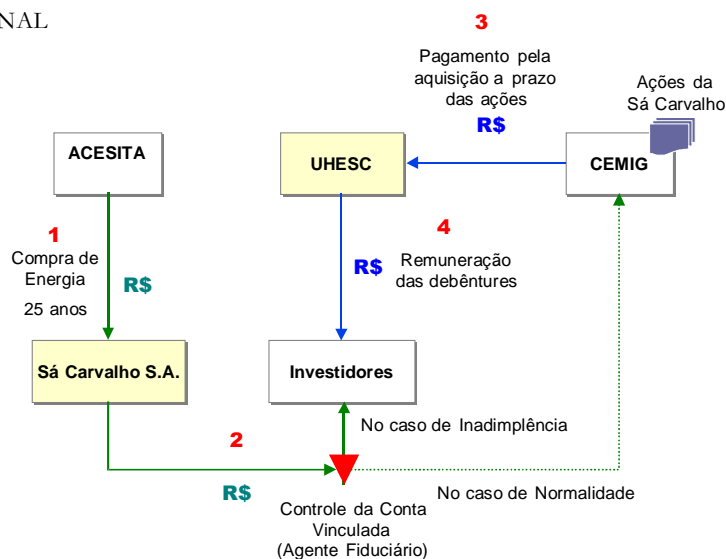 NAL
3
Pagamento pela
aquisição a prazo
das ações
R$
Ações da
Sá Carvalho
ACESITA
UHESC
CEMIG
1
Compra de
Energia
25 anos
R$
4
R$
Remuneração
das debêntures
Sá Carvalho S.A.
Investidores
2
R$
No caso de Inadimplência
No caso de Normalidade
Controle da Conta
Vinculada
(Agente Fiduciário)